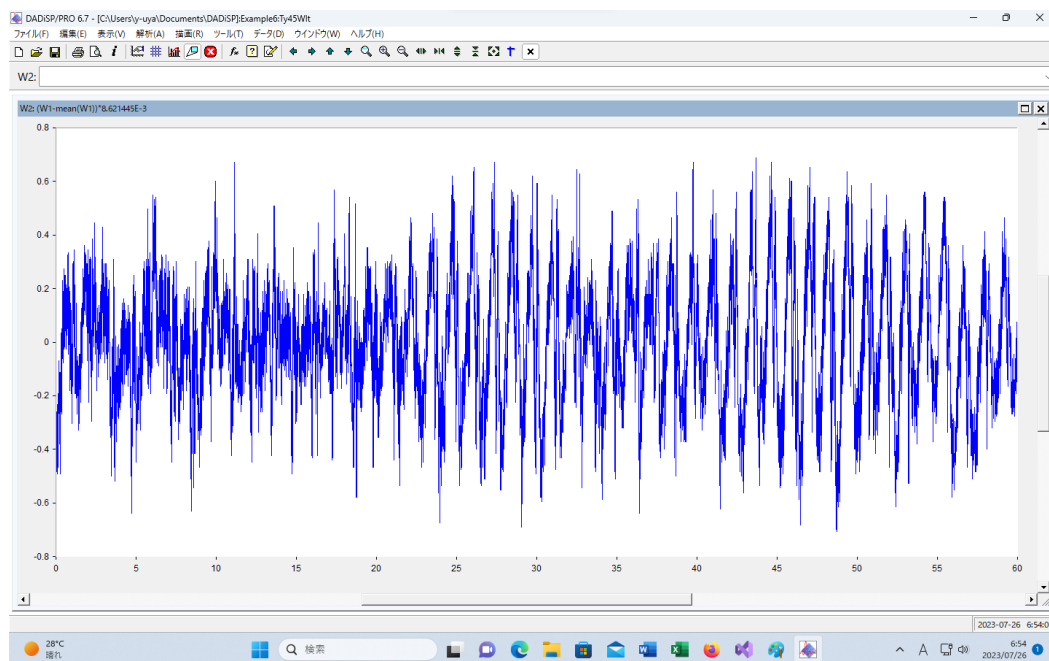 DADiSP/PRO 6.7 - [C:\Users\y-uya\Documents\DADiSP]:Example6:Ty45Wlt
ファイル(F) 編集(E) 表示(V) 解析(A) 描画(R) ツール(T) データ(D) ウインドウ(W) ヘルプ(H)
W2:
W2: (W1-mean(W1))*8.621445E-3
0.8
0.6
0.4
0.2
0
-0.2
-0.4
-0.6
-0.8
0 5 10 15 20 25 30 35 40 45 50 55 60
2023-07-26 6:54:0
28°C
晴れ
検索
A
6:54
2023/07/26